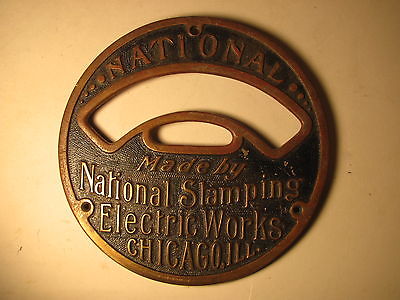 NATIONAL
Made by
National Stamping
Electric Works
CHICAGO, ILL.